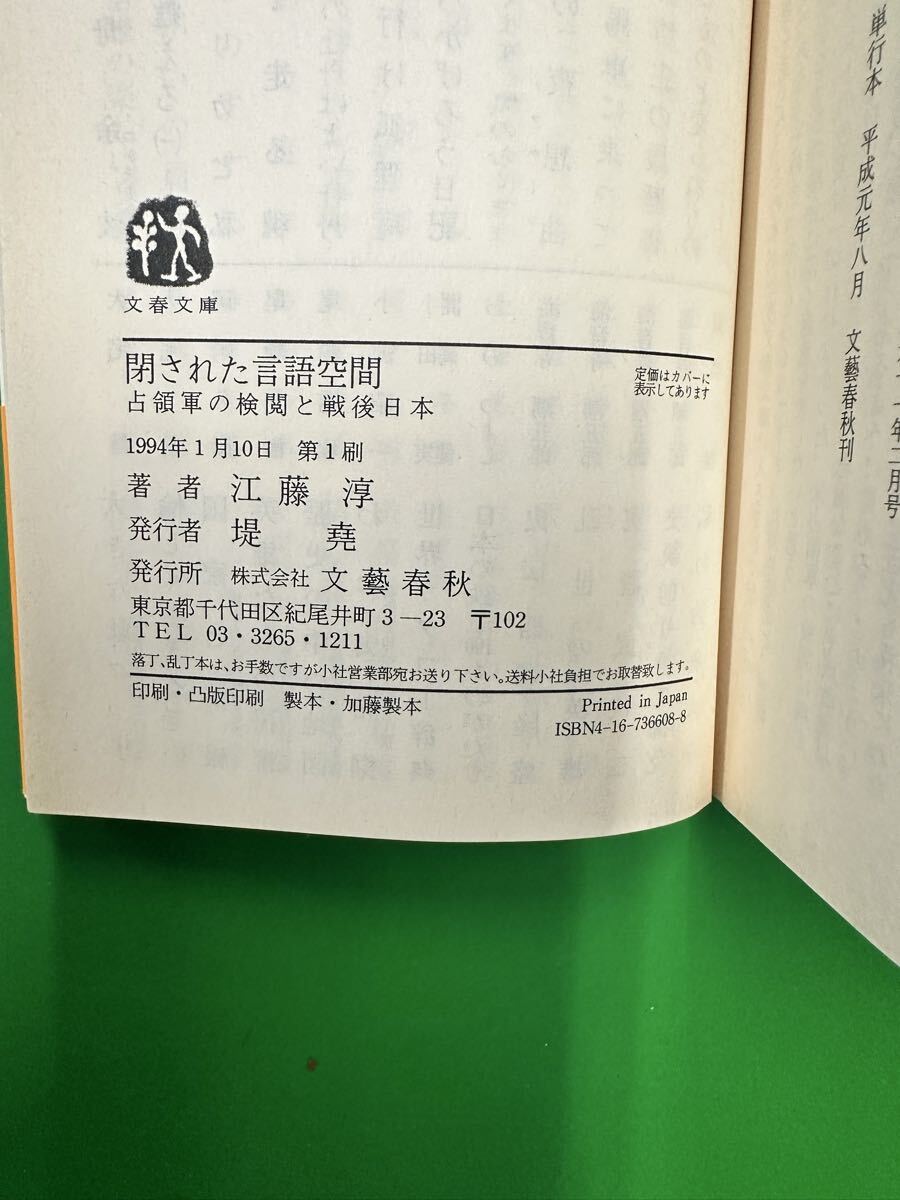 単行本 平成元年八月 文藝春秋刊
年二月号
文春文庫
閉された言語空間
占領軍の検閲と戦後日本
定価はカバーに
表示してあります
1994年1月10日 第1刷
著者 江藤淳
発行者 堤堯
発行所 株式会社 文藝春秋
東京都千代田区紀尾井町3―23 〒102
TEL 03・3265・1211
落丁、乱丁本は、お手数ですが小社営業部宛お送り下さい。送料小社負担でお取替致します。
印刷・凸版印刷 製本・加藤製本
Printed in Japan
ISBN4-16-736608-8